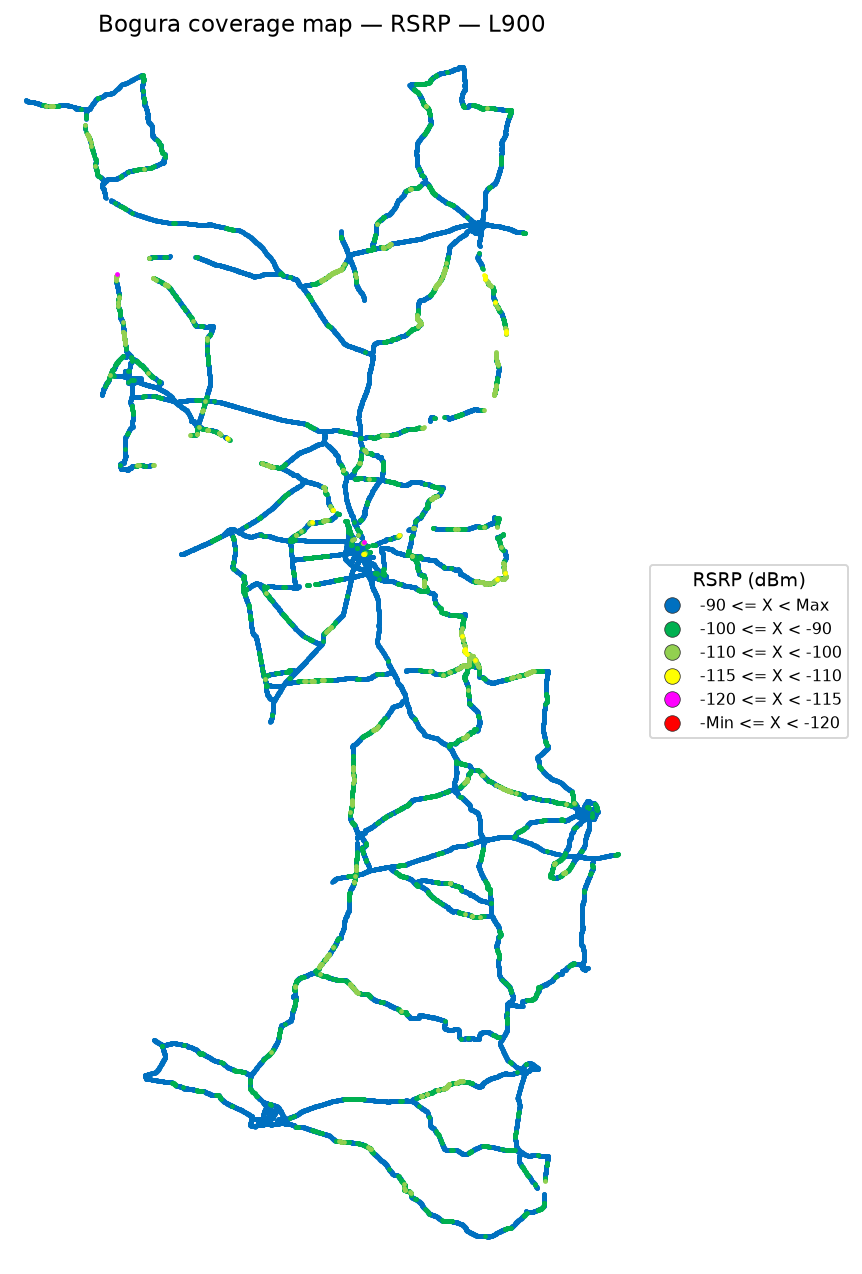 Bogura coverage map — RSRP — L900
RSRP (dBm)
-90 <= X < Max
-100 <= X < -90
-110 <= X < -100
-115 <= X < -110
-120 <= X < -115
-Min <= X < -120